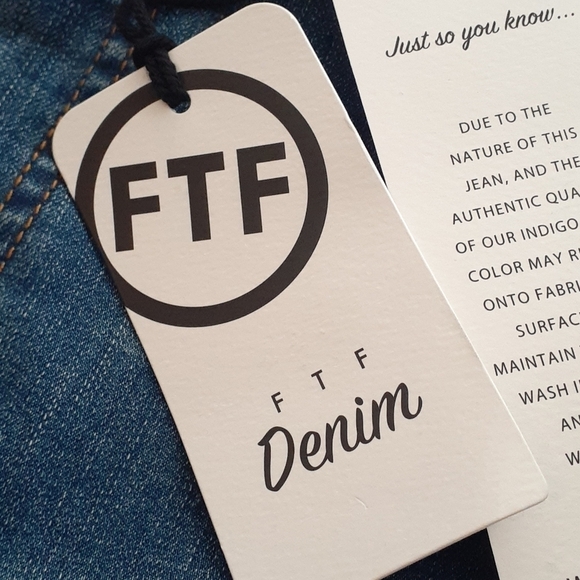 FTF
F T F
Denim
Just so you know...
DUE TO THE
NATURE OF THIS
JEAN, AND THE
AUTHENTIC
OF OUR INDIGO
COLOR MAY
ONTO
MAINTAIN
WASH